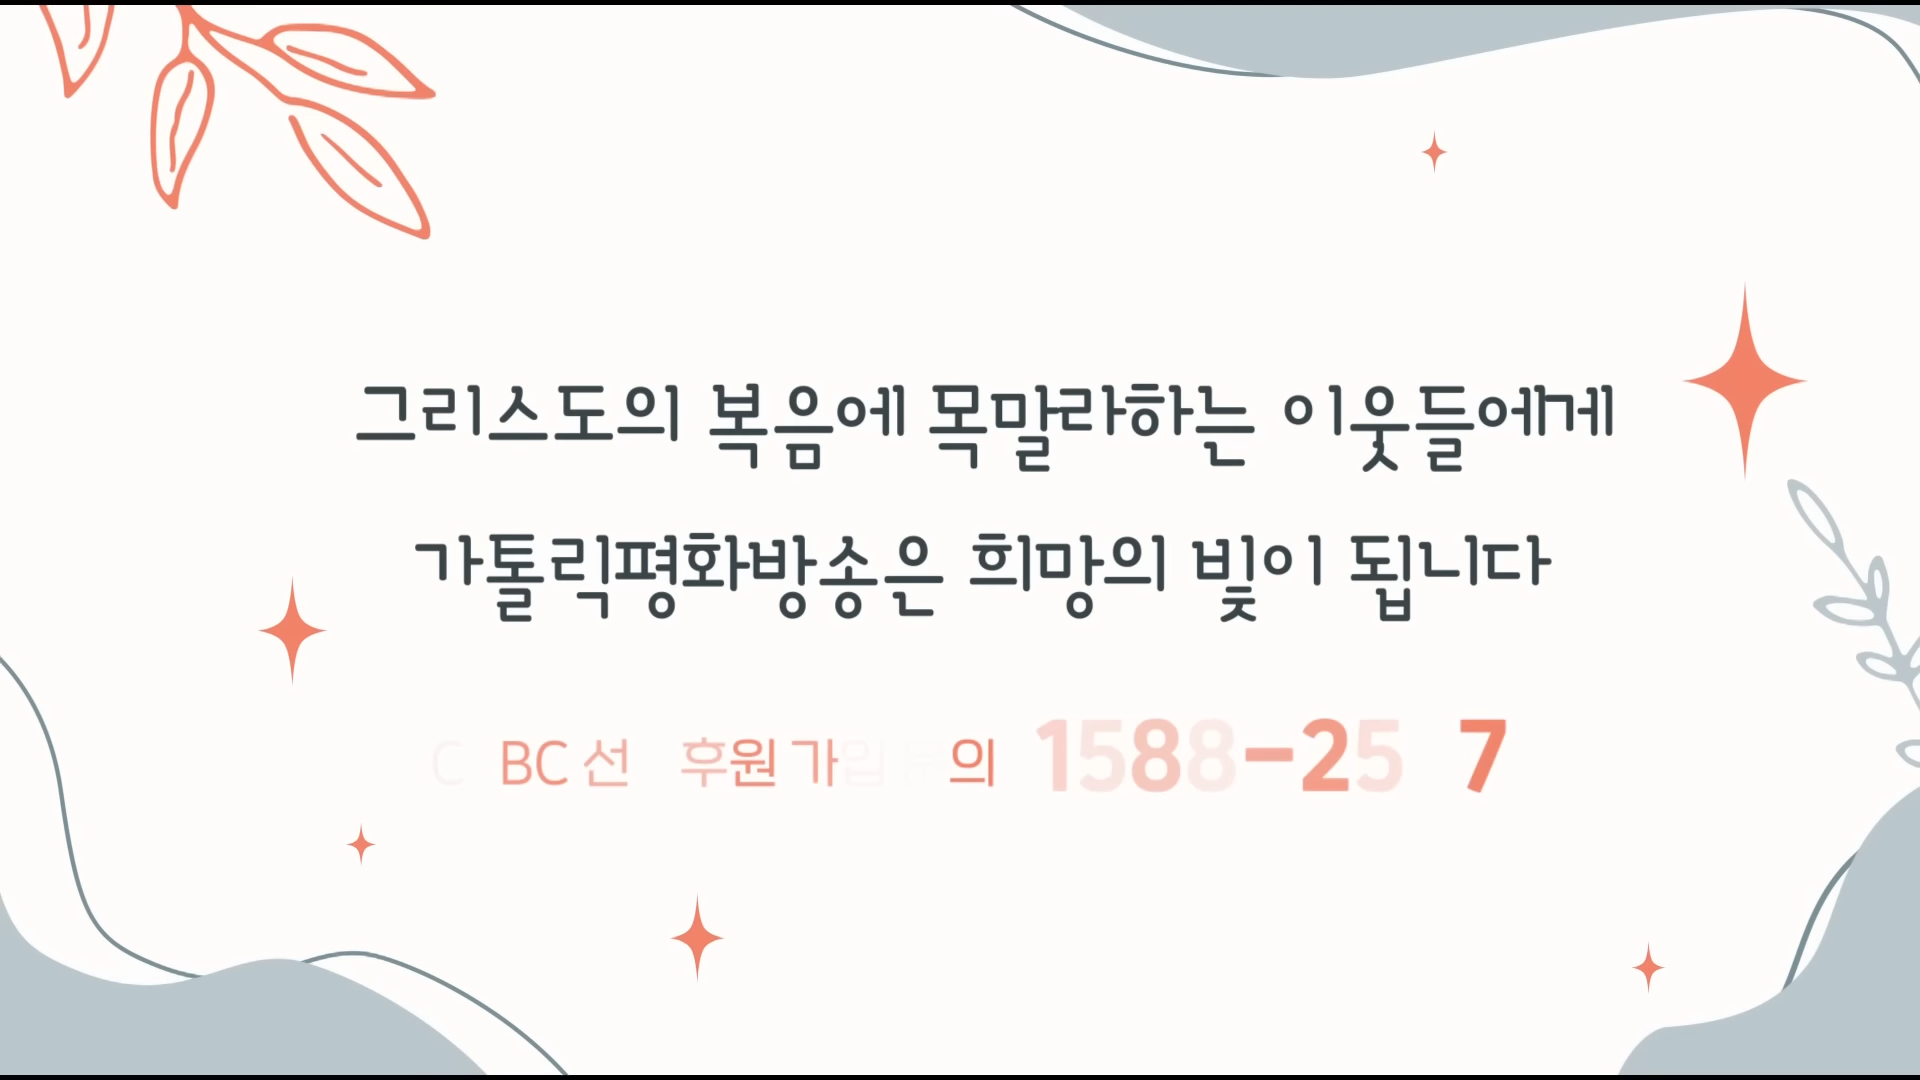 그리스도의 복음에 목말라하는 이웃들에게
가톨릭평화방송은 희망의 빛이 됩니다
C BC 선 후원 가입 문의 1588-25 7